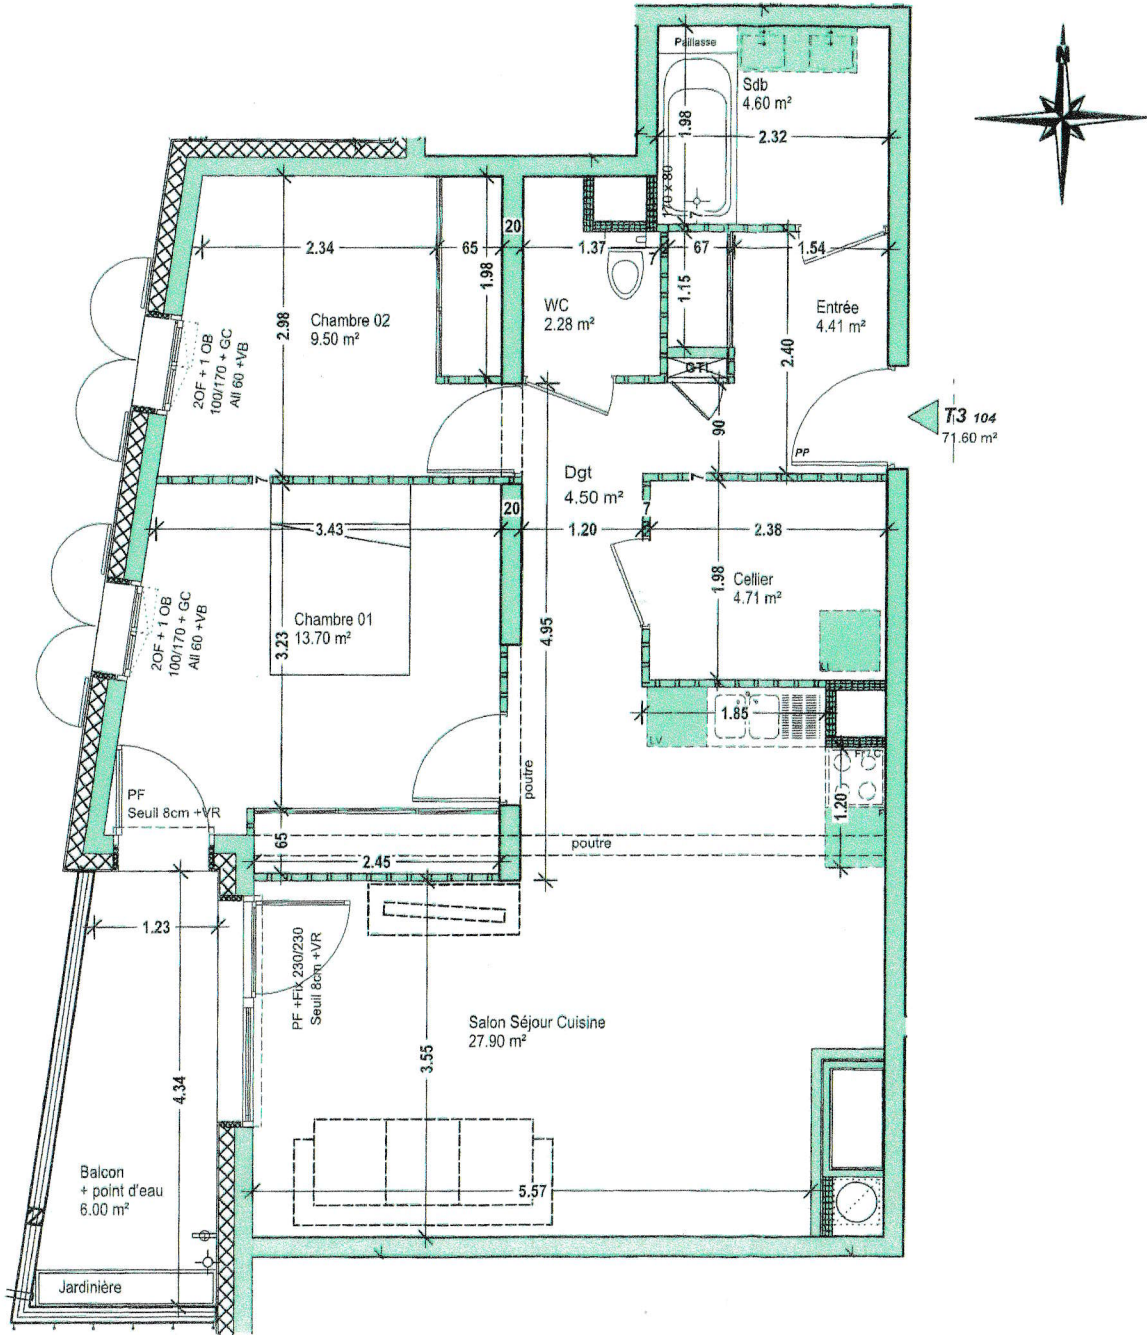 N
Paillasse
Sdb
4.60 m²
1.98
2.32
170 x 80
7
20
2.34
65
1.37
7
67
1.54
1.98
1.15
WC
2.28 m²
Entrée
4.41 m²
Chambre 02
9.50 m²
2.98
2.40
2OF + 1 OB
100/170 + GC
All 60 +VB
GTL
90
T3 104
71.60 m²
PP
Dgt
4.50 m²
7
7
7
20
3.43
1.20
2.38
1.98
Cellier
4.71 m²
Chambre 01
13.70 m²
3.23
4.95
2OF + 1 OB
100/170 + GC
All 60 +VB
LL
1.85
LV
PF
Seuil 8cm +VR
poutre
1.20
F
poutre
65
2.45
1.23
PF +Fix 230/230
Seuil 8cm +VR
Salon Séjour Cuisine
27.90 m²
3.55
4.34
Balcon
+ point d'eau
6.00 m²
5.57
Jardinière